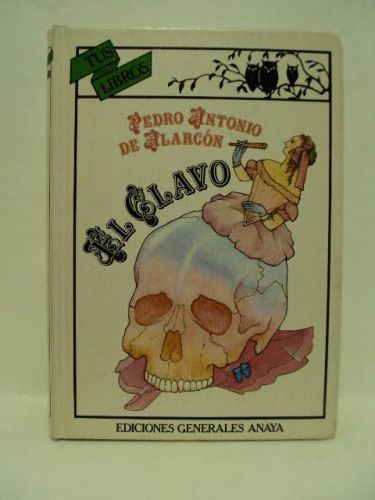 TUS
LIBROS
PEDRO ANTONIO
DE ALARCÓN
EL CLAVO
EDICIONES GENERALES ANAYA